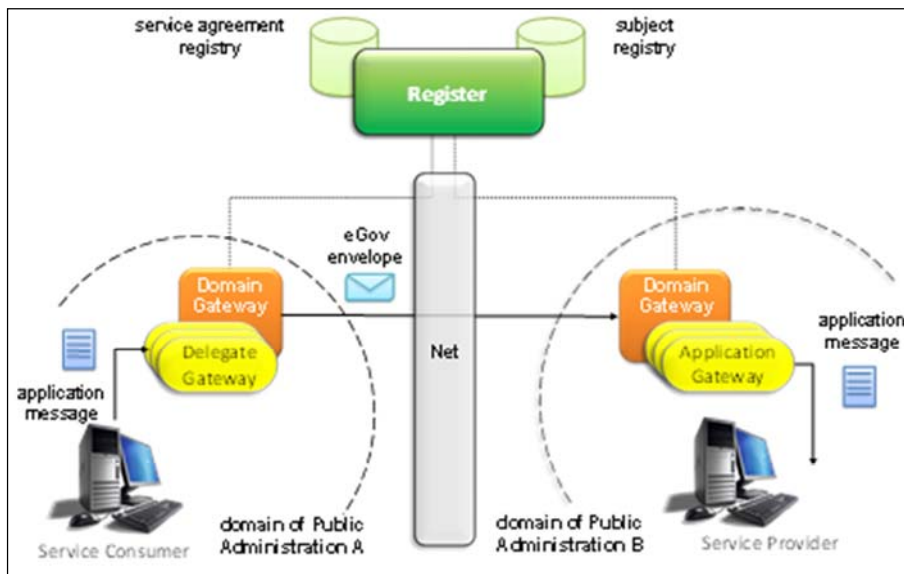 service agreement
registry
subject
registry
Register
eGov
envelope
Domain
Gateway
Delegate
Gateway
application
message
Service Consumer
domain of Public
Administration A
Net
Domain
Gateway
Application
Gateway
application
message
domain of Public
Administration B
Service Provider